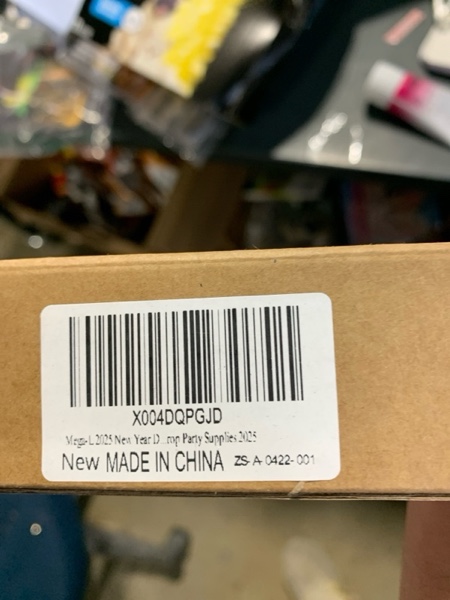 X004DQPGJD
Mega-L 2025 New Year D...rop Party Supplies 2025
New MADE IN CHINA ZS-A-0422-001